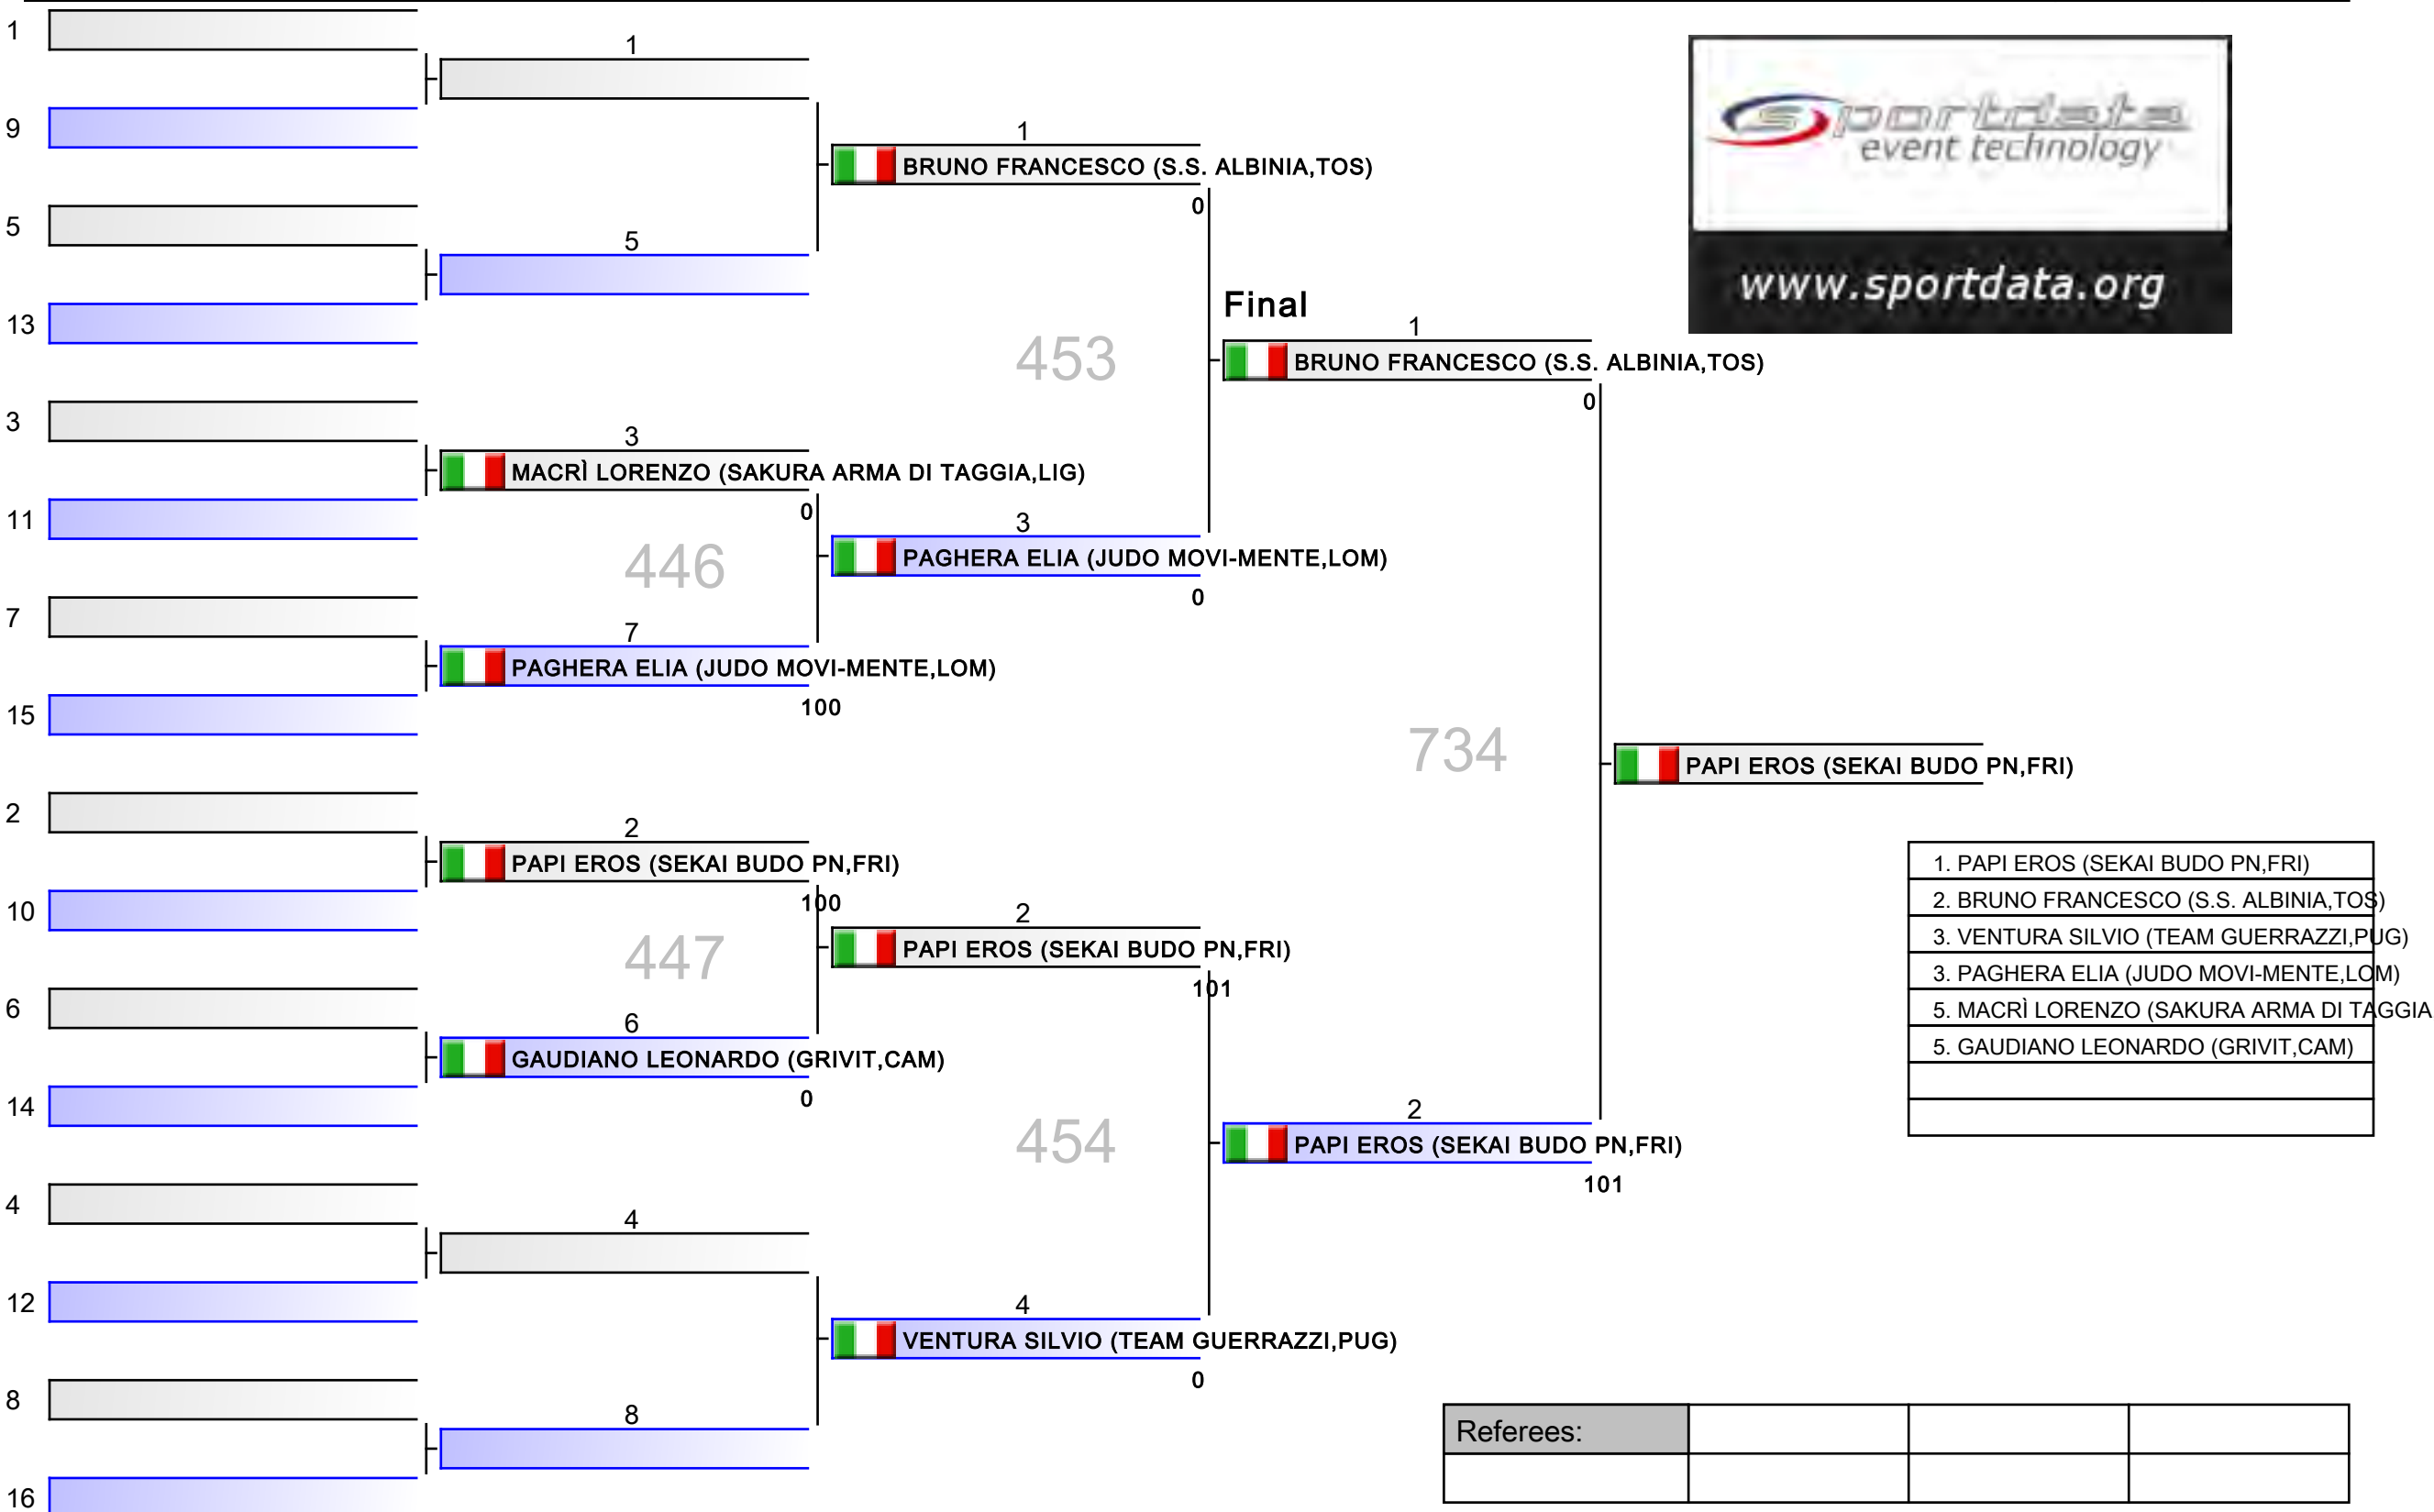 1
1
9
1
BRUNO FRANCESCO (S.S. ALBINIA,TOS)
0
5
5
13
sportdata
event technology
www.sportdata.org
Final
1
BRUNO FRANCESCO (S.S. ALBINIA,TOS)
0
453
3
3
MACRÌ LORENZO (SAKURA ARMA DI TAGGIA,LIG)
0
11
3
PAGHERA ELIA (JUDO MOVI-MENTE,LOM)
0
446
7
7
PAGHERA ELIA (JUDO MOVI-MENTE,LOM)
100
15
734
PAPI EROS (SEKAI BUDO PN,FRI)
2
2
PAPI EROS (SEKAI BUDO PN,FRI)
100
10
2
PAPI EROS (SEKAI BUDO PN,FRI)
101
447
6
6
GAUDIANO LEONARDO (GRIVIT,CAM)
0
14
454
2
PAPI EROS (SEKAI BUDO PN,FRI)
101
1. PAPI EROS (SEKAI BUDO PN,FRI)
2. BRUNO FRANCESCO (S.S. ALBINIA,TOS)
3. VENTURA SILVIO (TEAM GUERRAZZI,PUG)
3. PAGHERA ELIA (JUDO MOVI-MENTE,LOM)
5. MACRÌ LORENZO (SAKURA ARMA DI TAGGIA
5. GAUDIANO LEONARDO (GRIVIT,CAM)
4
4
12
4
VENTURA SILVIO (TEAM GUERRAZZI,PUG)
0
8
8
16
Referees: